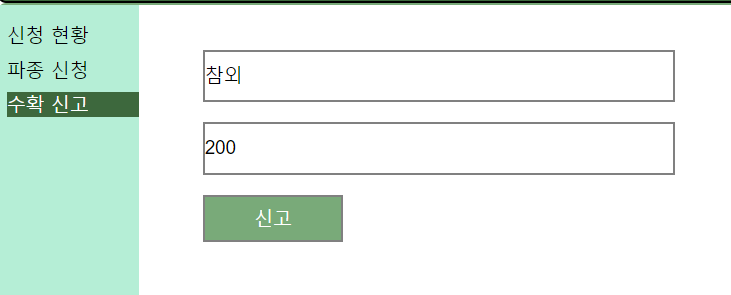 신청 현황
파종 신청
수확 신고
참외
200
신고